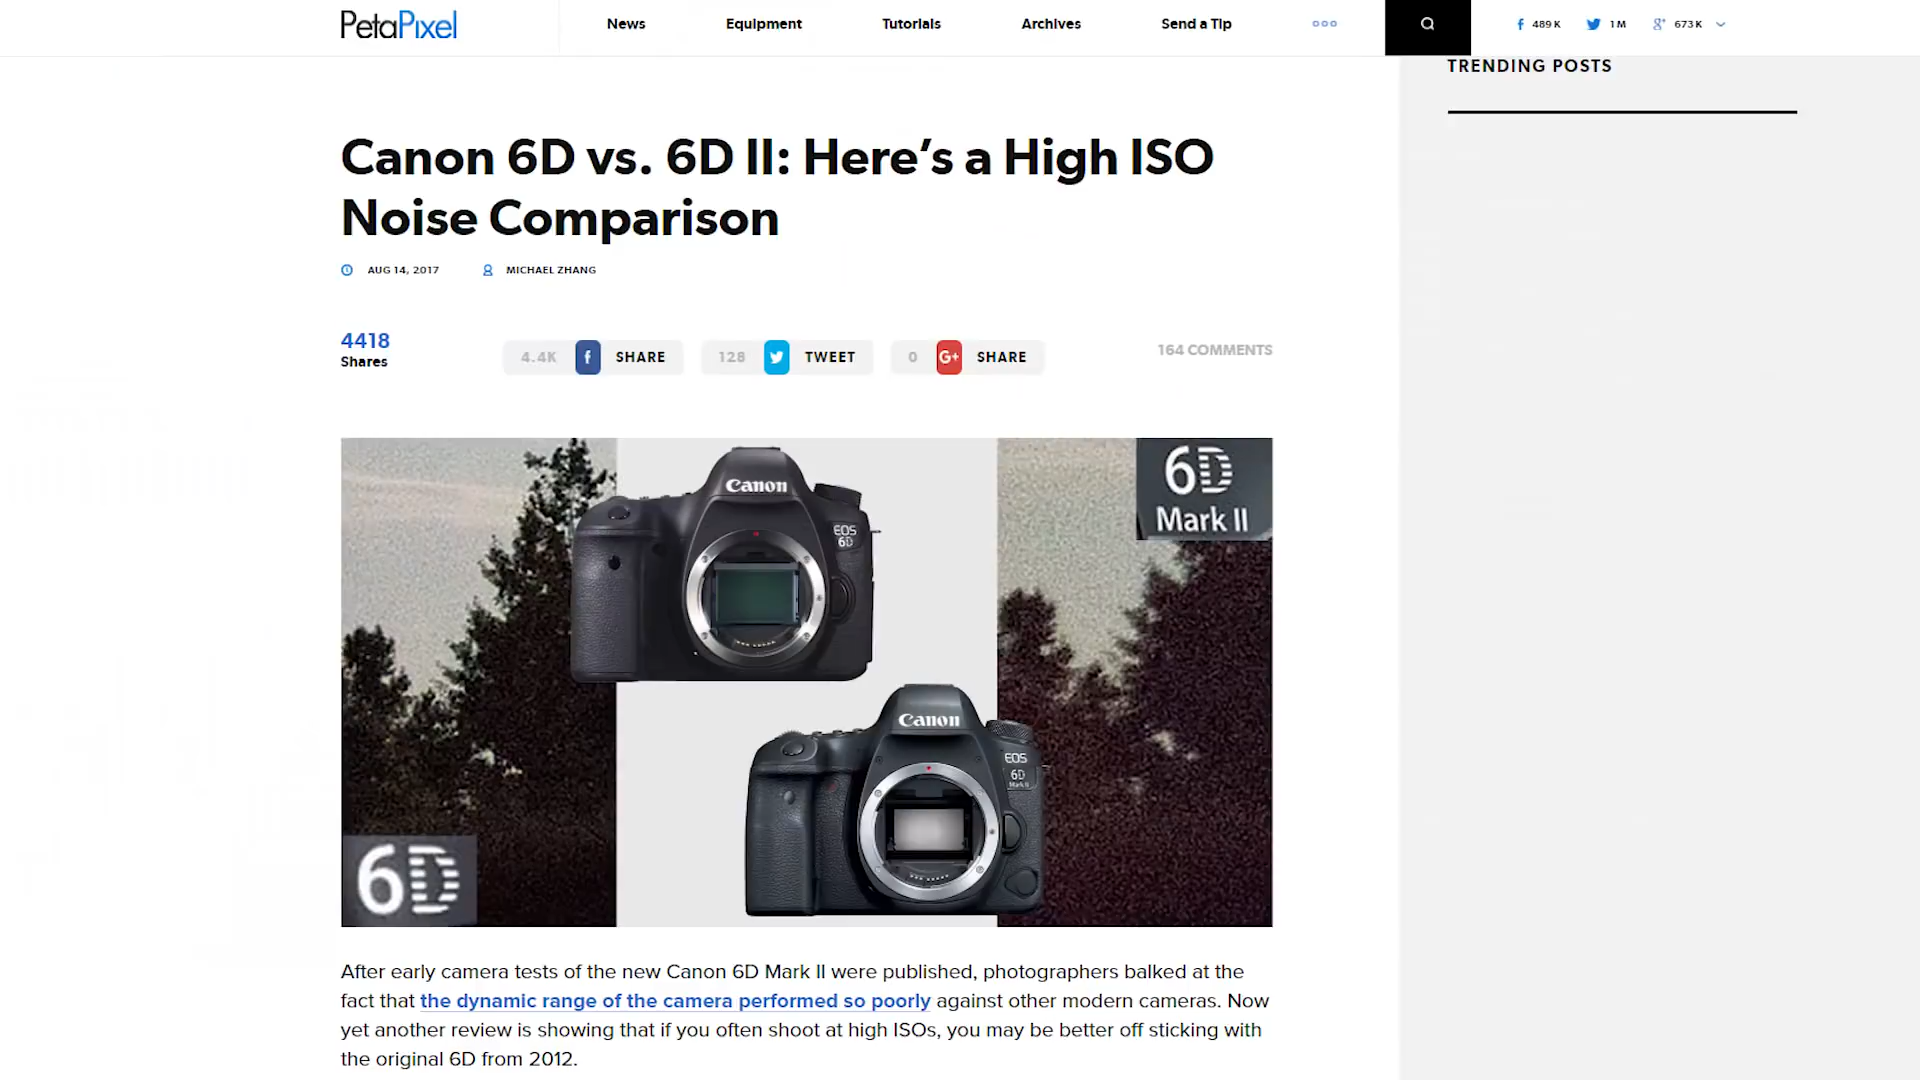 PetaPixel
News
Equipment
Tutorials
Archives
Send a Tip
489 K
1 M
673 K
TRENDING POSTS
Canon 6D vs. 6D II: Here’s a High ISO
Noise Comparison
AUG 14, 2017
MICHAEL ZHANG
4418
Shares
4.4K
SHARE
128
TWEET
0
G+
SHARE
164 COMMENTS
Canon
EOS
6D
6D
Mark II
Canon
EOS
6D
Mark II
6D
After early camera tests of the new Canon 6D Mark II were published, photographers balked at the
fact that the dynamic range of the camera performed so poorly against other modern cameras. Now
yet another review is showing that if you often shoot at high ISOs, you may be better off sticking with
the original 6D from 2012.